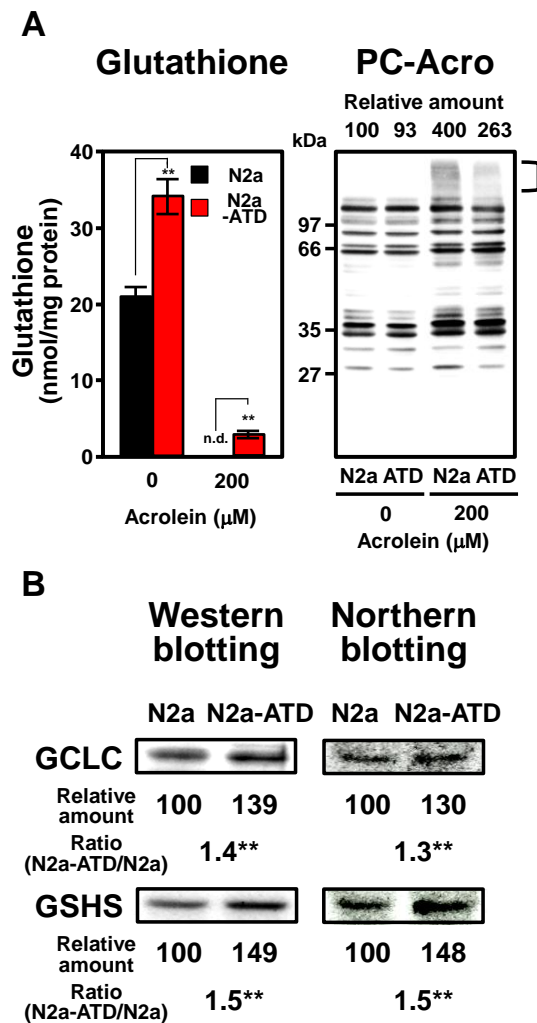 A
Glutathione
PC-Acro
Relative amount
kDa
100 93 400 263
40
30
20
10
0
Glutathione
(nmol/mg protein)
**
N2a
N2a
-ATD
n.d.
**
0 200
Acrolein (μM)
97
66
35
27
N2a ATD N2a ATD
0 200
Acrolein (μM)
B
Western
blotting
Northern
blotting
N2a N2a-ATD N2a N2a-ATD
GCLC
Relative
amount
100 139 100 130
Ratio
(N2a-ATD/N2a)
1.4** 1.3**
GSHS
Relative
amount
100 149 100 148
Ratio
(N2a-ATD/N2a)
1.5** 1.5**